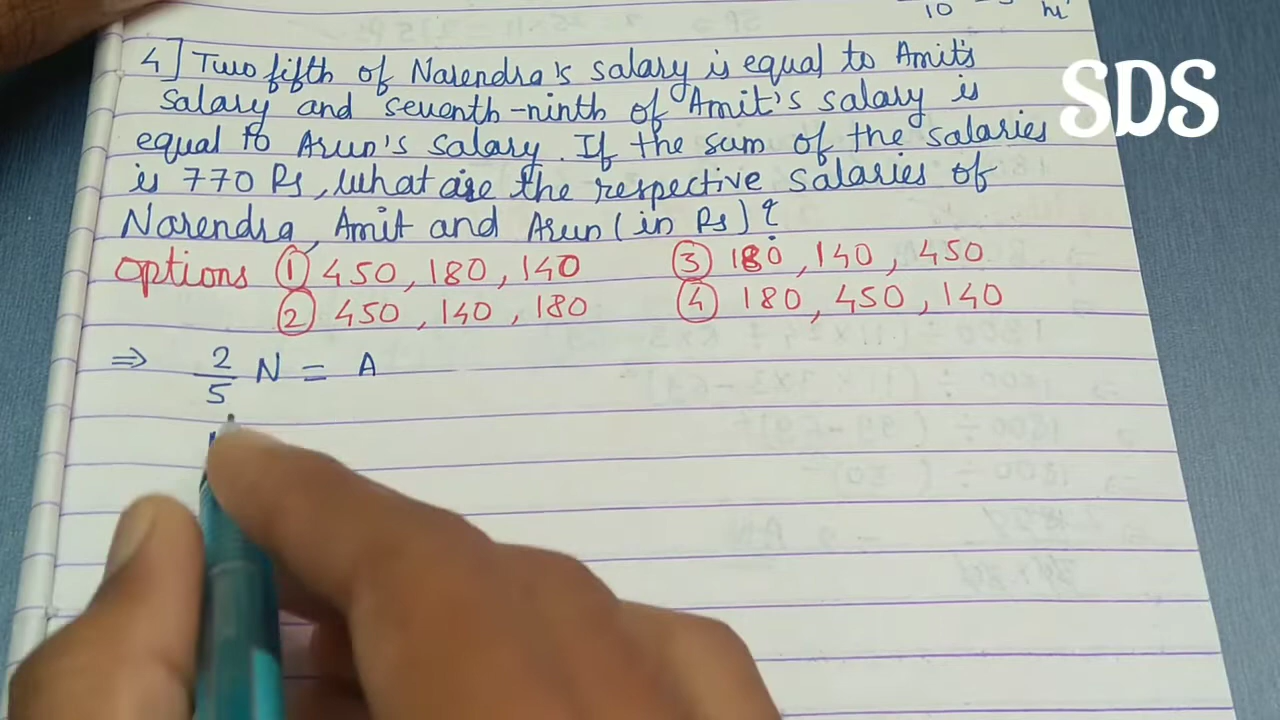 10 hr
SDS
4] Two fifth of Narendra's salary is equal to Amit's
salary and seventh-ninth of Amit's salary is
equal to Arun's salary. If the sum of the salaries
is 770 Rs, What are the respective salaries of
Narendra, Amit and Arun (in Rs)?
options ① 450, 180, 140 ③ 180, 140, 450
② 450, 140, 180 ④ 180, 450, 140
⇒ 2/5 N = A